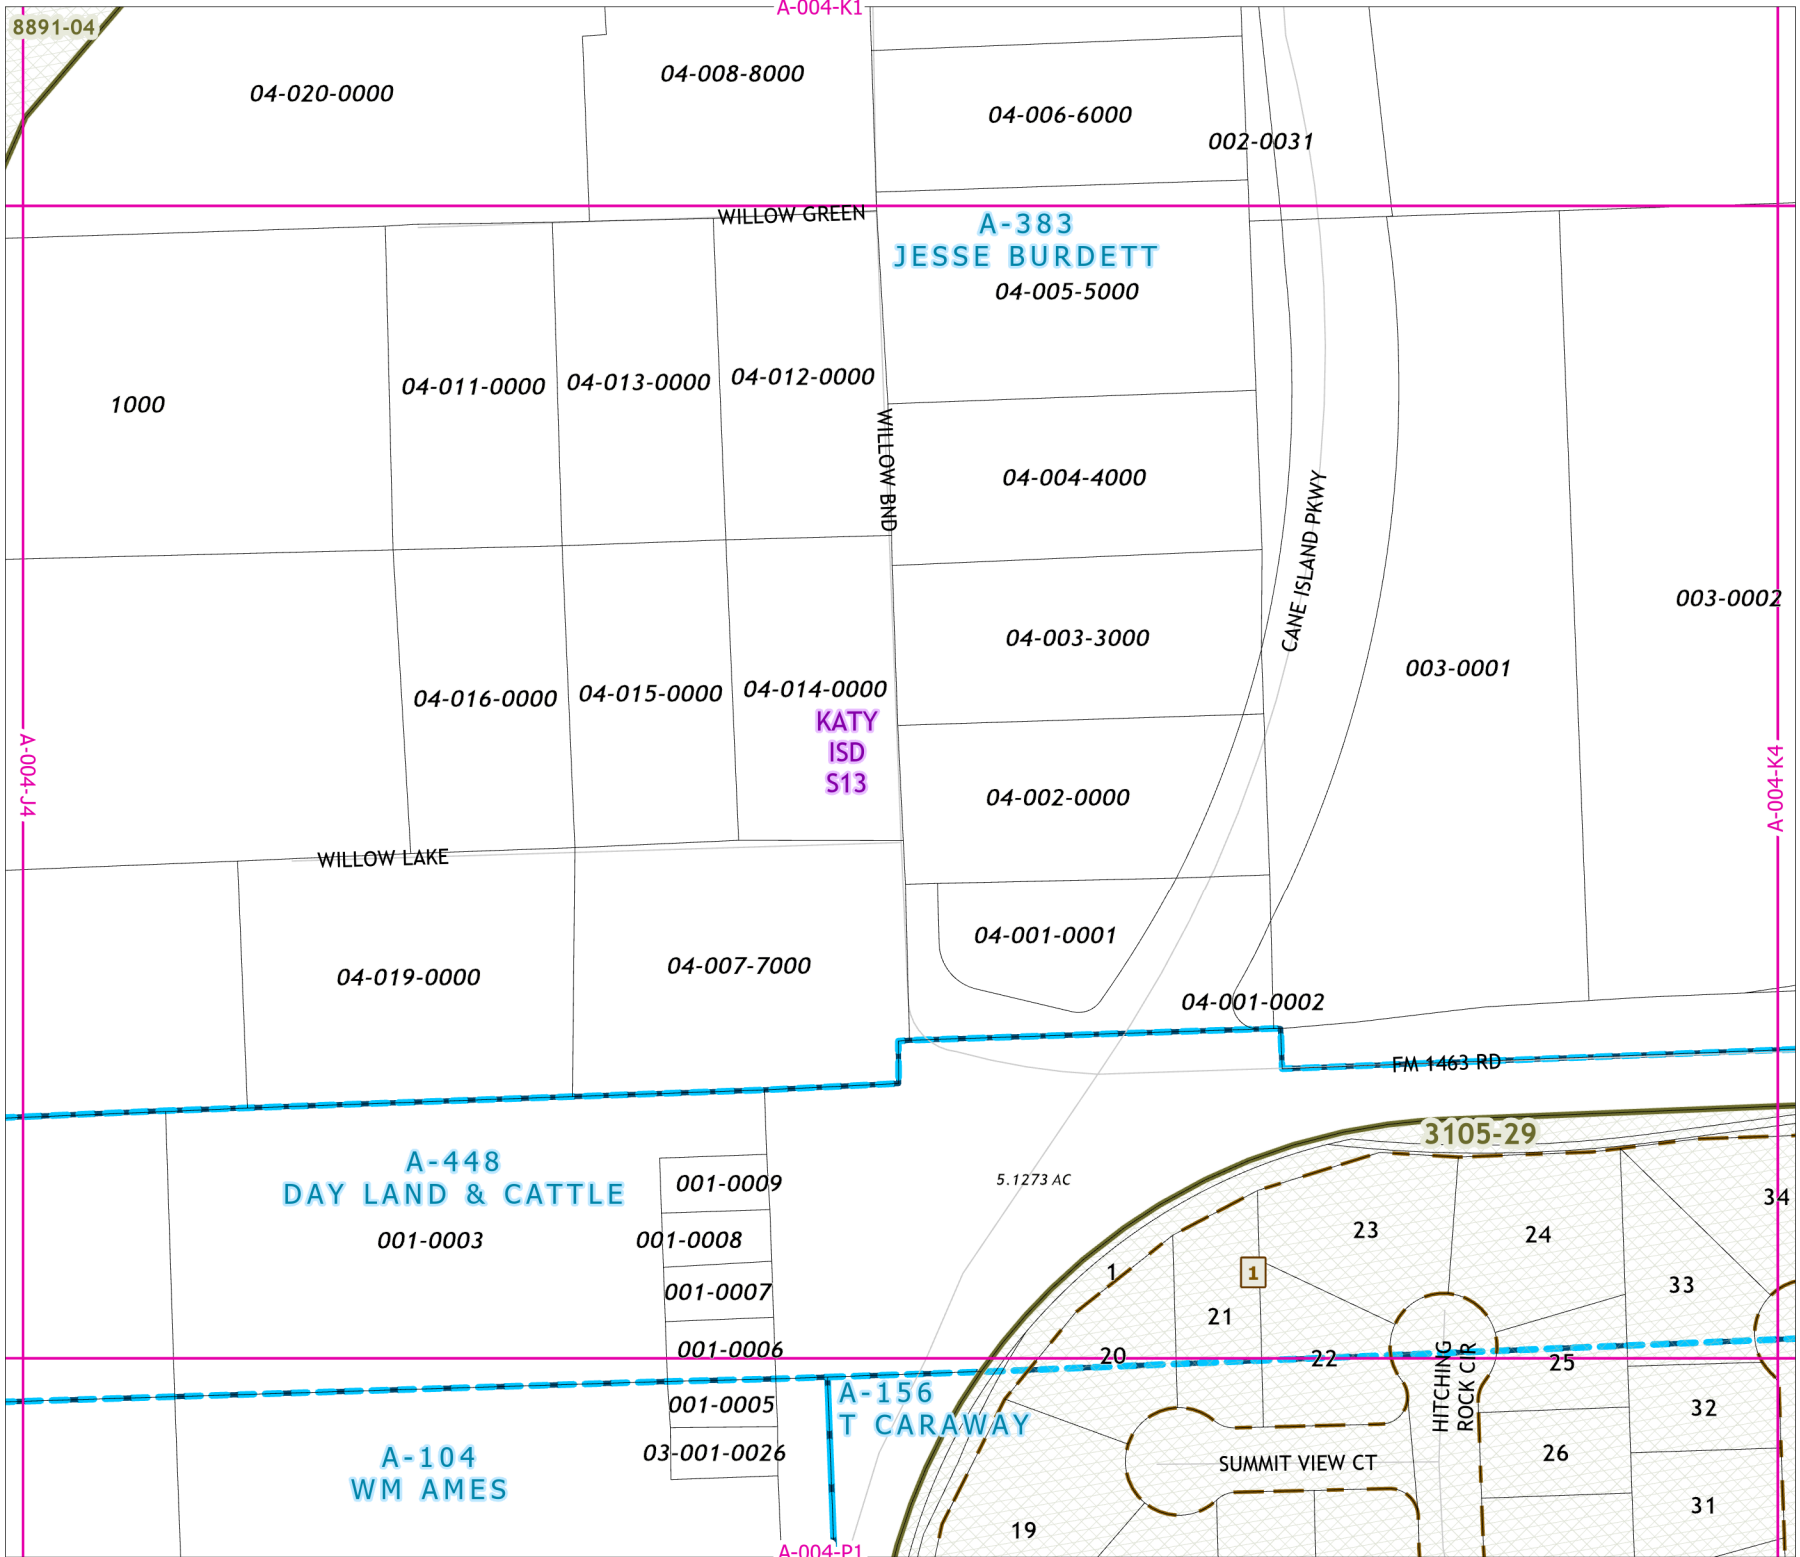 A-004-K1
8891-04
04-020-0000
04-008-8000
04-006-6000
002-0031
WILLOW GREEN
A-383
JESSE BURDETT
04-005-5000
1000
04-011-0000
04-013-0000
04-012-0000
WILLOW BND
04-004-4000
CANE ISLAND PKWY
003-0002
04-003-3000
003-0001
04-016-0000
04-015-0000
04-014-0000
KATY
ISD
S13
A-004-J4
A-004-K4
04-002-0000
WILLOW LAKE
04-001-0001
04-019-0000
04-007-7000
04-001-0002
FM 1463 RD
3105-29
A-448
DAY LAND & CATTLE
001-0003
001-0009
001-0008
001-0007
001-0006
001-0005
03-001-0026
5.1273 AC
34
23
24
1
1
33
21
20
22
25
HITCHING
ROCK CIR
A-156
T CARAWAY
32
A-104
WM AMES
SUMMIT VIEW CT
26
31
19
A-004-P1